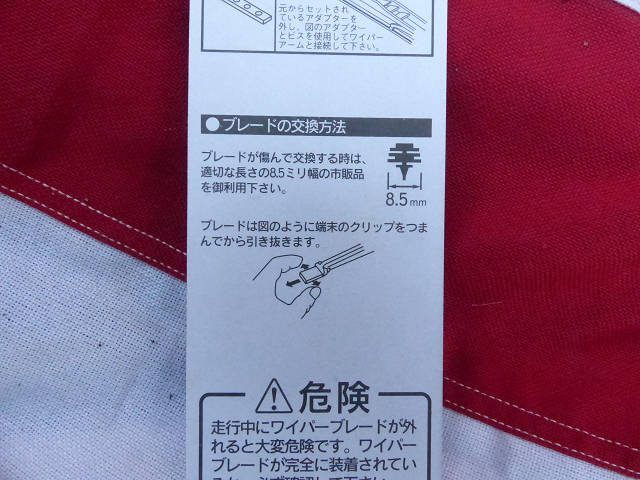 元からセットされ
ているアダプターを
外し、図のアダプター
とビスを使用してワイパー
アームと接続して下さい。
●ブレードの交換方法
ブレードが傷んで交換する時は、
適切な長さの8.5ミリ幅の市販品
を御利用下さい。
8.5mm
ブレードは図のように端末のクリップをつま
んでから引き抜きます。
危険
走行中にワイパーブレードが外
れると大変危険です。ワイパー
ブレードが完全に装着されてい